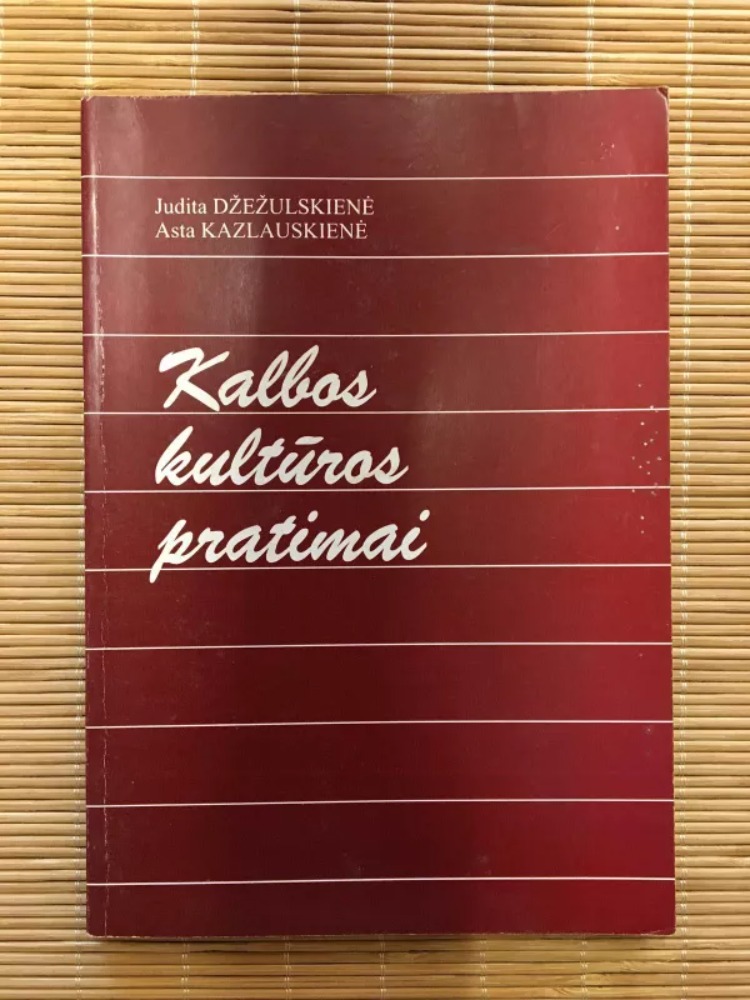 Judita DŽEŽULSKIENĖ
Asta KAZLAUSKIENĖ
Kalbos
kultūros
pratimai